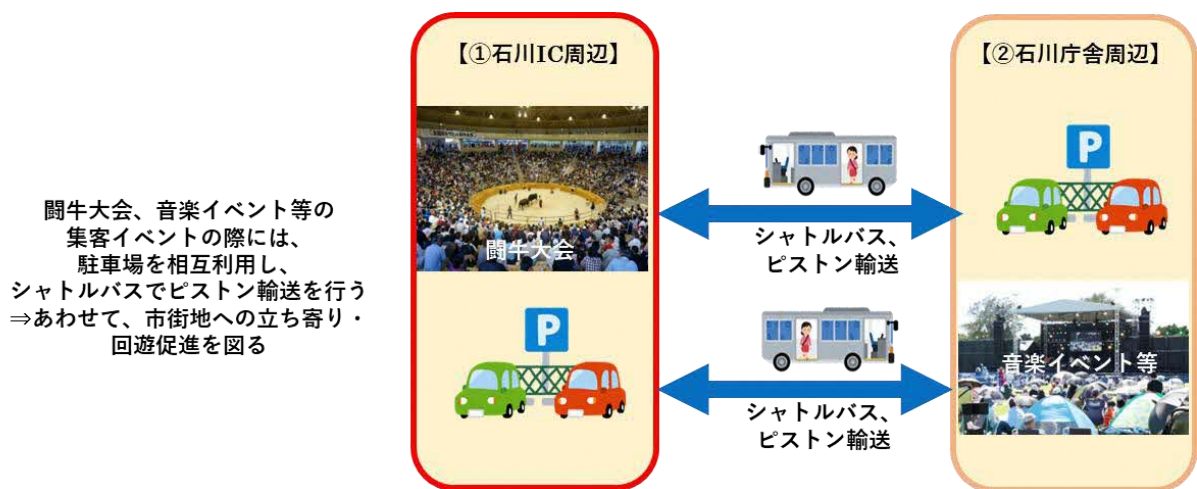 闘牛大会、音楽イベント等の
集客イベントの際には、
駐車場を相互利用し、
シャトルバスでピストン輸送を行う
⇒あわせて、市街地への立ち寄り・
回遊促進を図る
【①石川IC周辺】
闘牛大会
P
シャトルバス、
ピストン輸送
シャトルバス、
ピストン輸送
【②石川庁舎周辺】
P
音楽イベント等